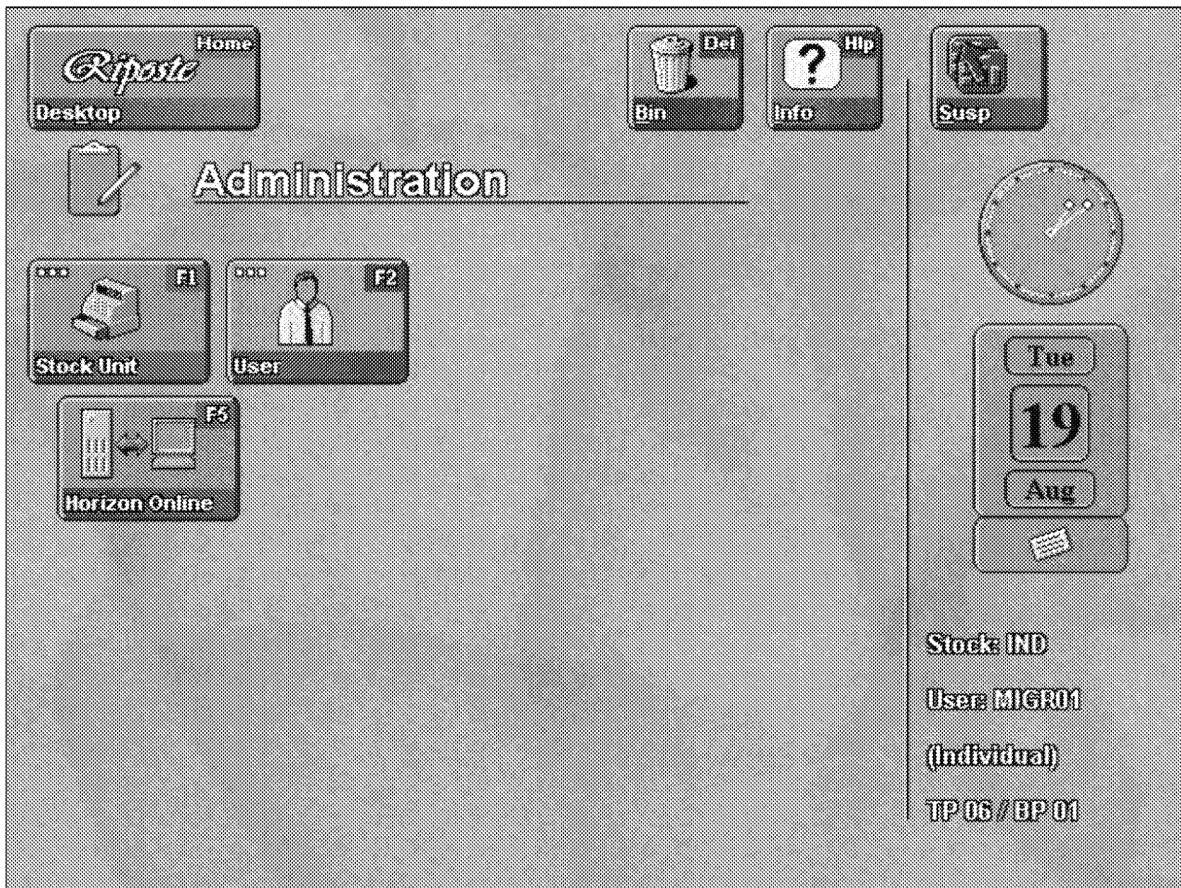 Home
Riposte
Desktop
Del
Bin
Hlp
?
Info
Susp
Administration
F1
Stock Unit
F2
User
F5
Horizon Online
Tue
19
Aug
Stock: IND
User: MIGR01
(Individual)
TP 06 / BP 01